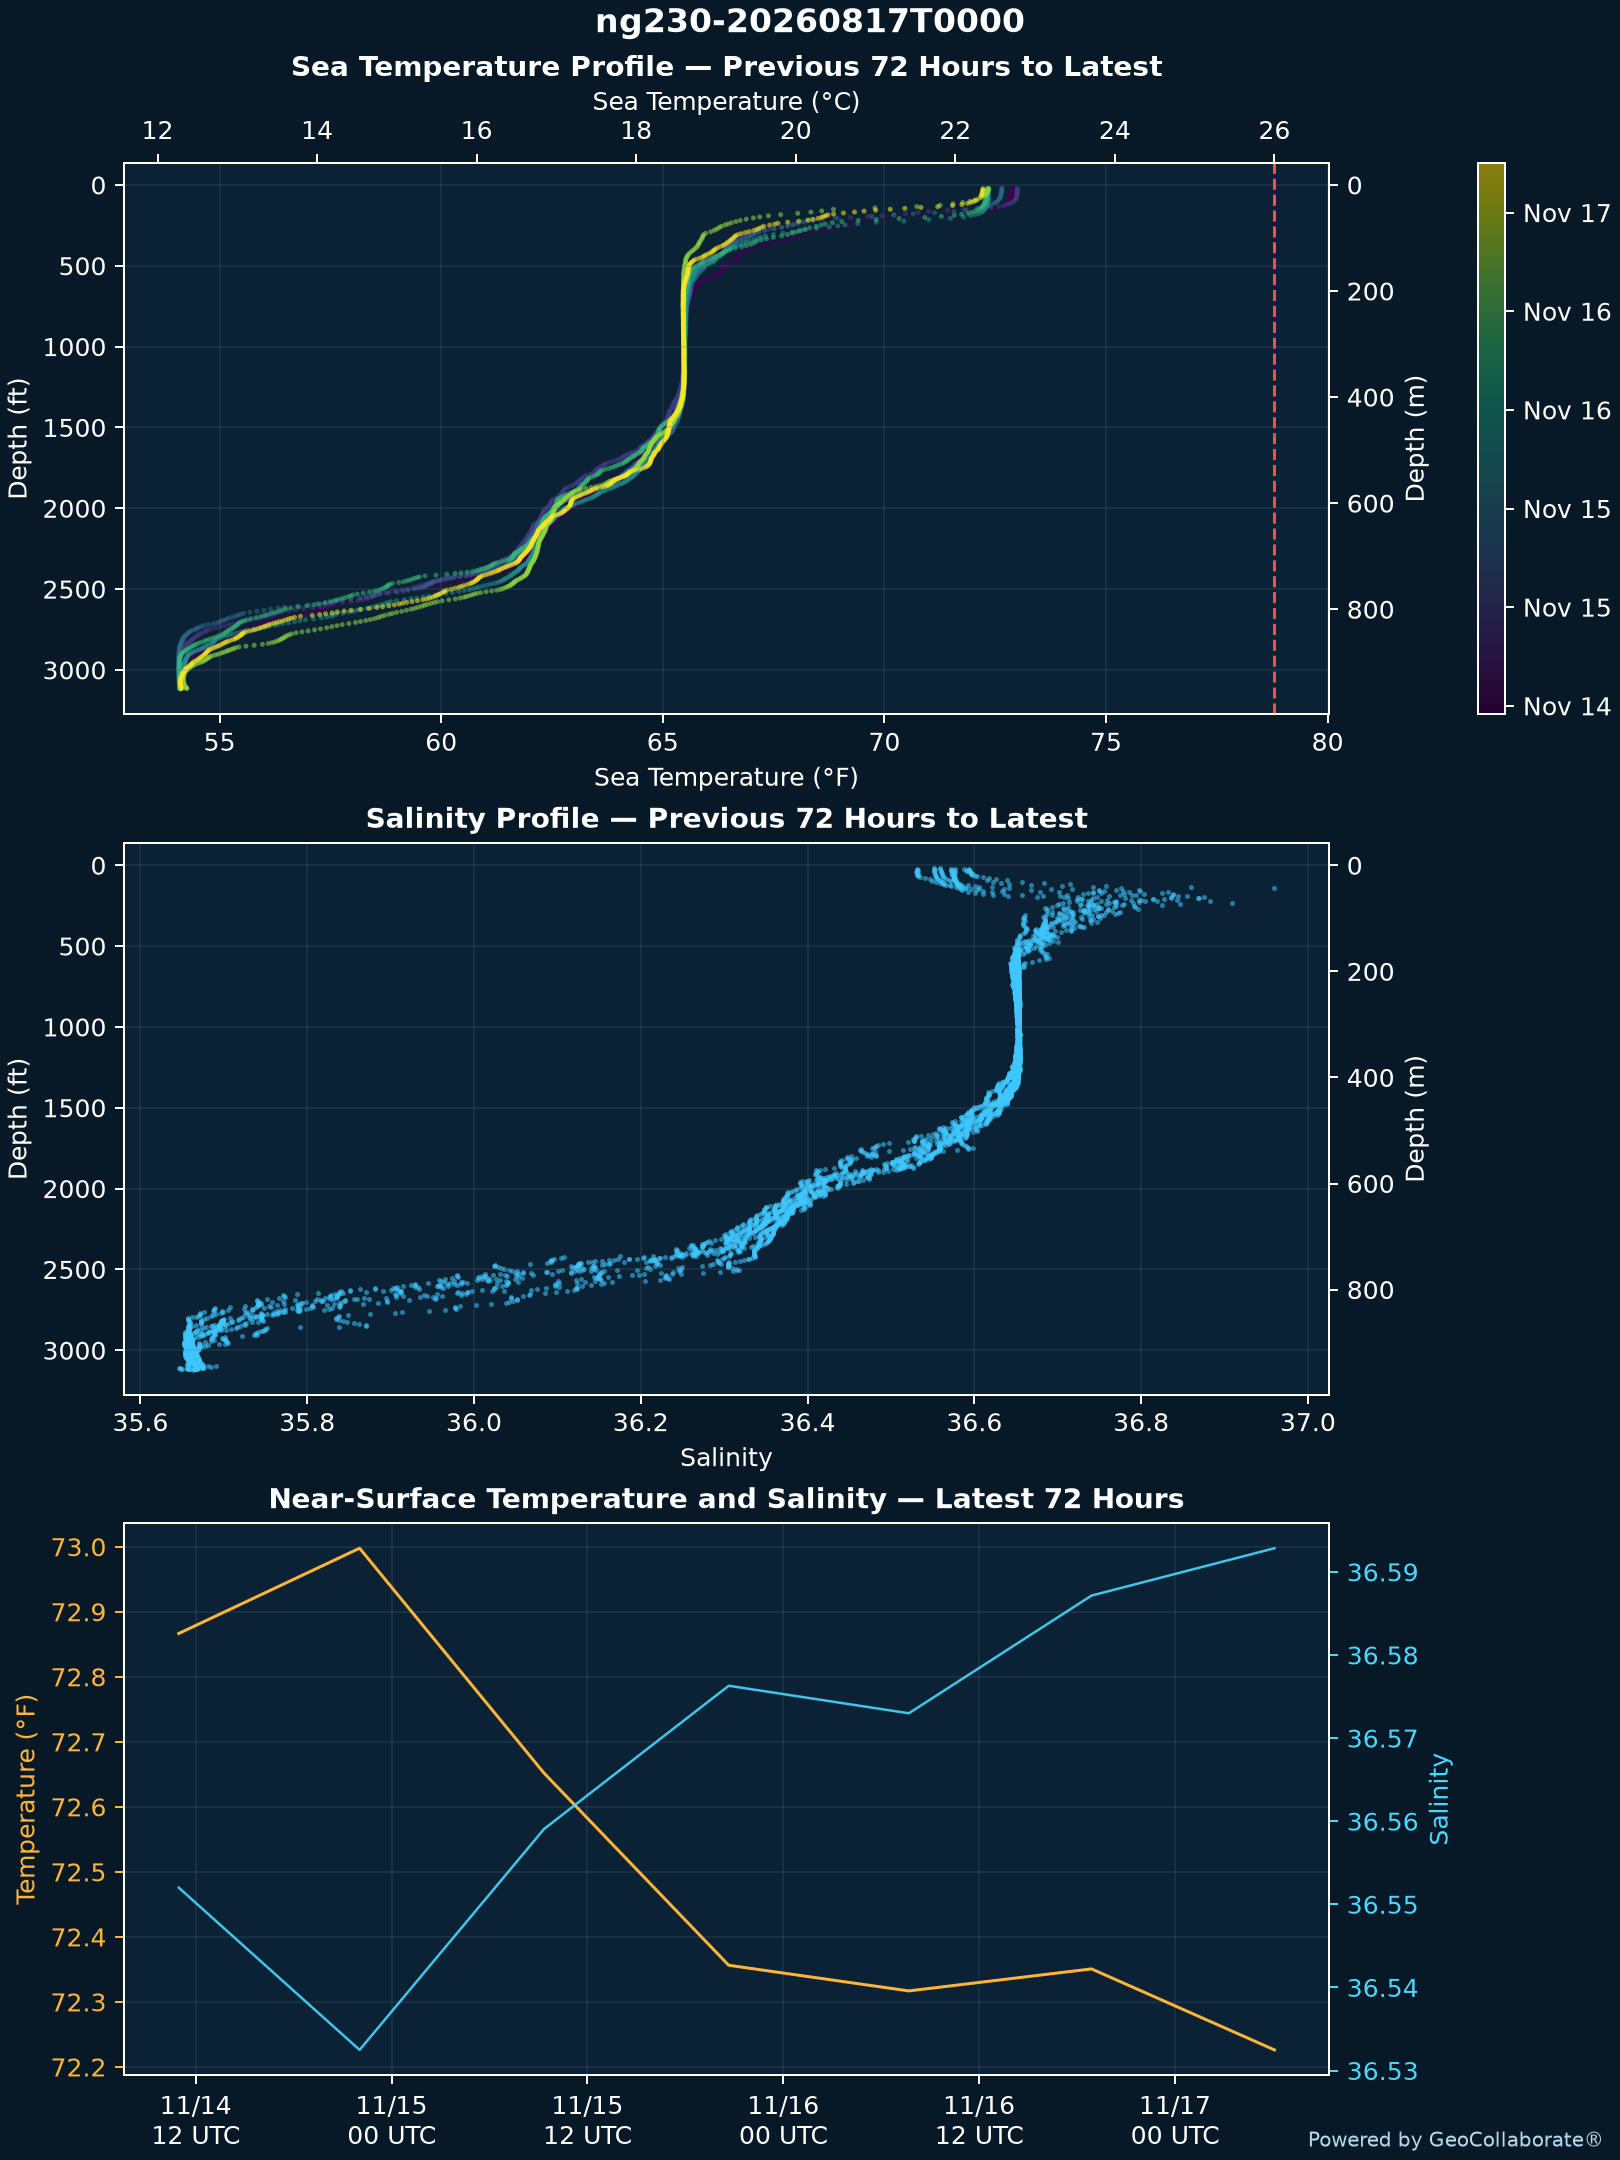 ng230-20260817T0000
Sea Temperature Profile — Previous 72 Hours to Latest
Sea Temperature (°C)
12 14 16 18 20 22 24 26
0
500
1000
1500
2000
2500
3000
Depth (ft)
0
200
400
600
800
Depth (m)
Nov 17
Nov 16
Nov 16
Nov 15
Nov 15
Nov 14
55 60 65 70 75 80
Sea Temperature (°F)
Salinity Profile — Previous 72 Hours to Latest
0
500
1000
1500
2000
2500
3000
Depth (ft)
0
200
400
600
800
Depth (m)
35.6 35.8 36.0 36.2 36.4 36.6 36.8 37.0
Salinity
Near-Surface Temperature and Salinity — Latest 72 Hours
73.0
72.9
72.8
72.7
72.6
72.5
72.4
72.3
72.2
Temperature (°F)
36.59
36.58
36.57
36.56
36.55
36.54
36.53
Salinity
11/14 11/15 11/15 11/16 11/16 11/17
12 UTC 00 UTC 12 UTC 00 UTC 12 UTC 00 UTC
Powered by GeoCollaborate®